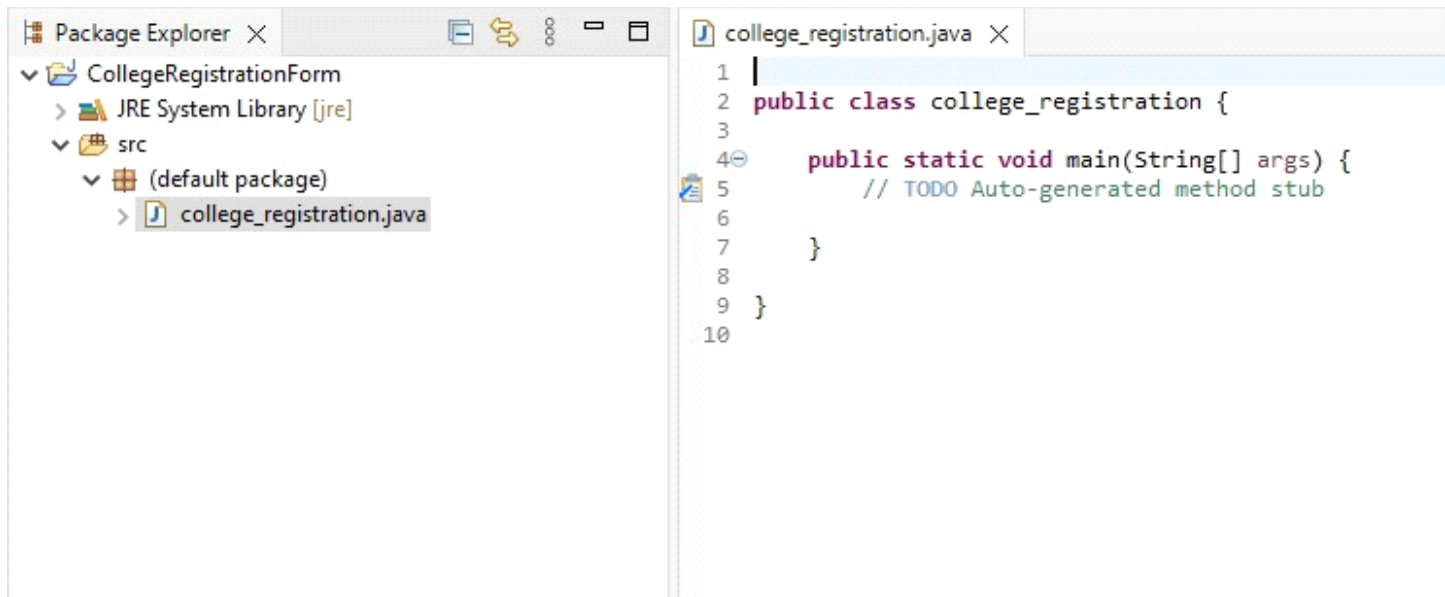 Package Explorer
CollegeRegistrationForm
JRE System Library [jre]
src
(default package)
college_registration.java
college_registration.java
1
2 public class college_registration {
3
4 public static void main(String[] args) {
5 // TODO Auto-generated method stub
6
7 }
8
9 }
10